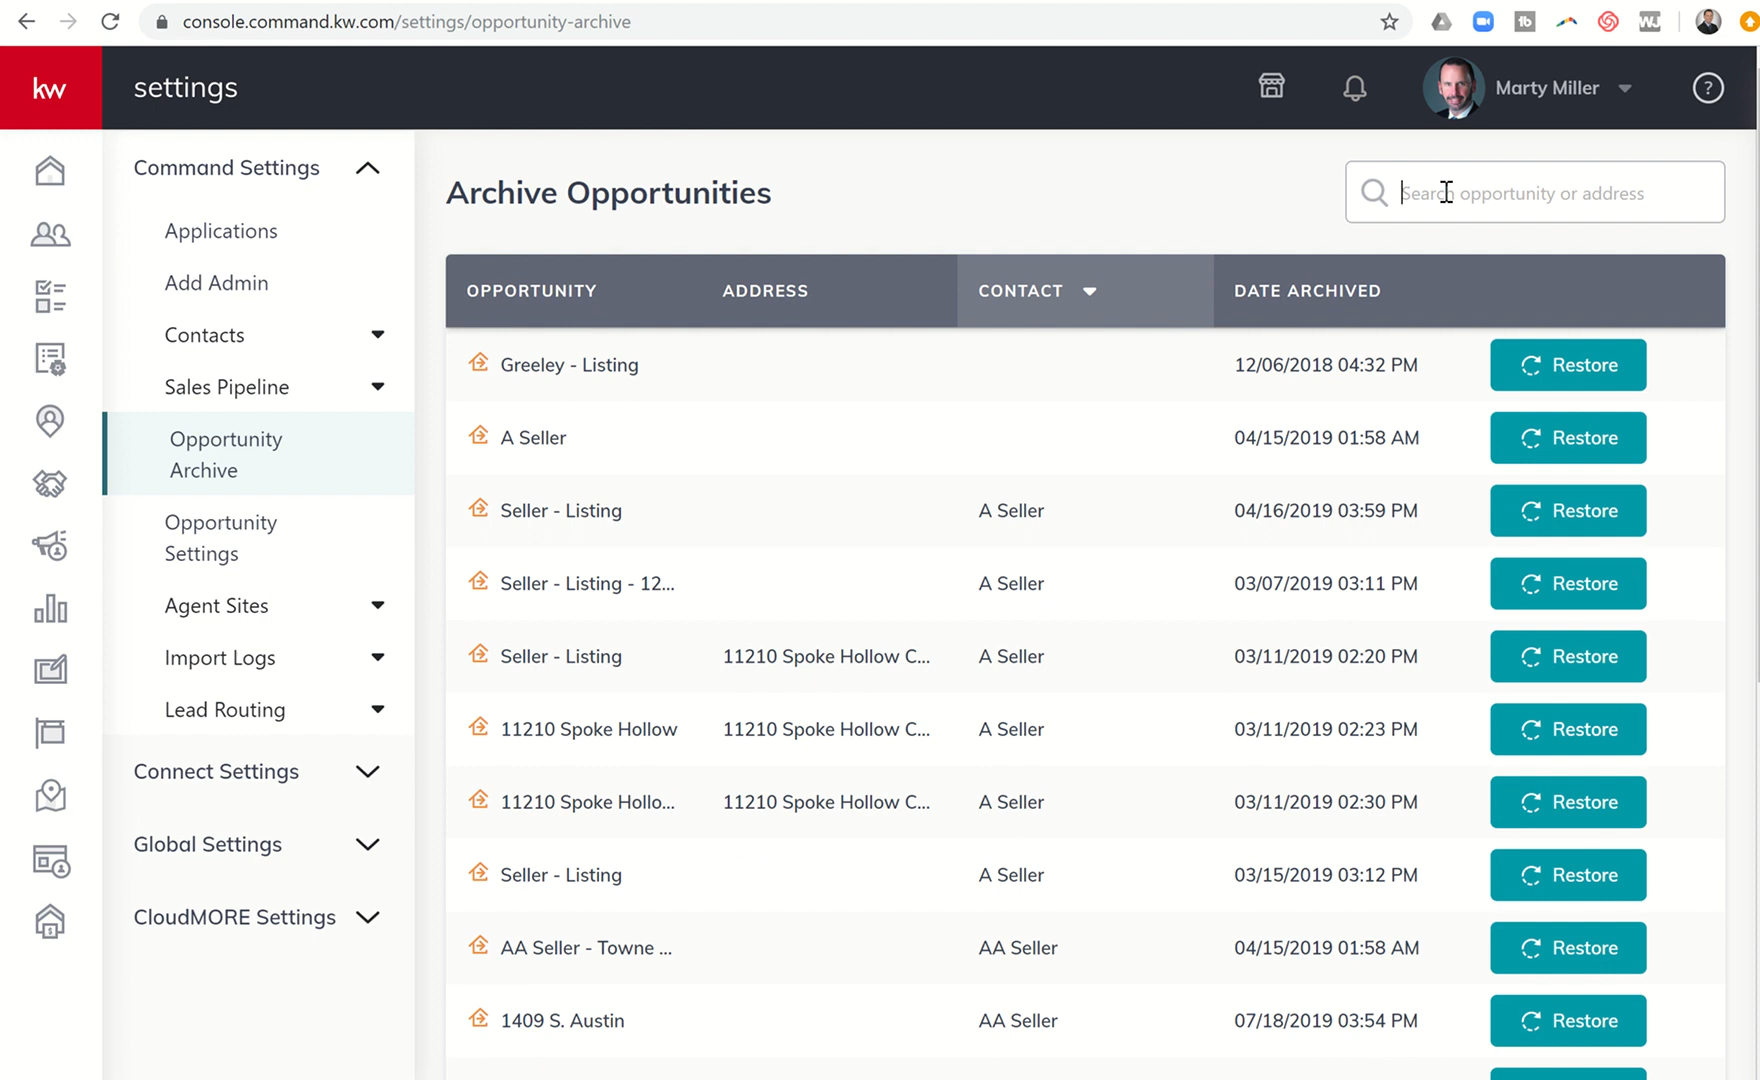 console.command.kw.com/settings/opportunity-archive
tb
WJ
kw
settings
Marty Miller
?
Command Settings
Applications
Add Admin
Contacts
Sales Pipeline
Opportunity
Archive
Opportunity
Settings
Agent Sites
Import Logs
Lead Routing
Connect Settings
Global Settings
CloudMORE Settings
Archive Opportunities
Search opportunity or address
OPPORTUNITY ADDRESS CONTACT DATE ARCHIVED
Greeley - Listing 12/06/2018 04:32 PM Restore
A Seller 04/15/2019 01:58 AM Restore
Seller - Listing A Seller 04/16/2019 03:59 PM Restore
Seller - Listing - 12... A Seller 03/07/2019 03:11 PM Restore
Seller - Listing 11210 Spoke Hollow C... A Seller 03/11/2019 02:20 PM Restore
11210 Spoke Hollow 11210 Spoke Hollow C... A Seller 03/11/2019 02:23 PM Restore
11210 Spoke Hollo... 11210 Spoke Hollow C... A Seller 03/11/2019 02:30 PM Restore
Seller - Listing A Seller 03/15/2019 03:12 PM Restore
AA Seller - Towne ... AA Seller 04/15/2019 01:58 AM Restore
1409 S. Austin AA Seller 07/18/2019 03:54 PM Restore